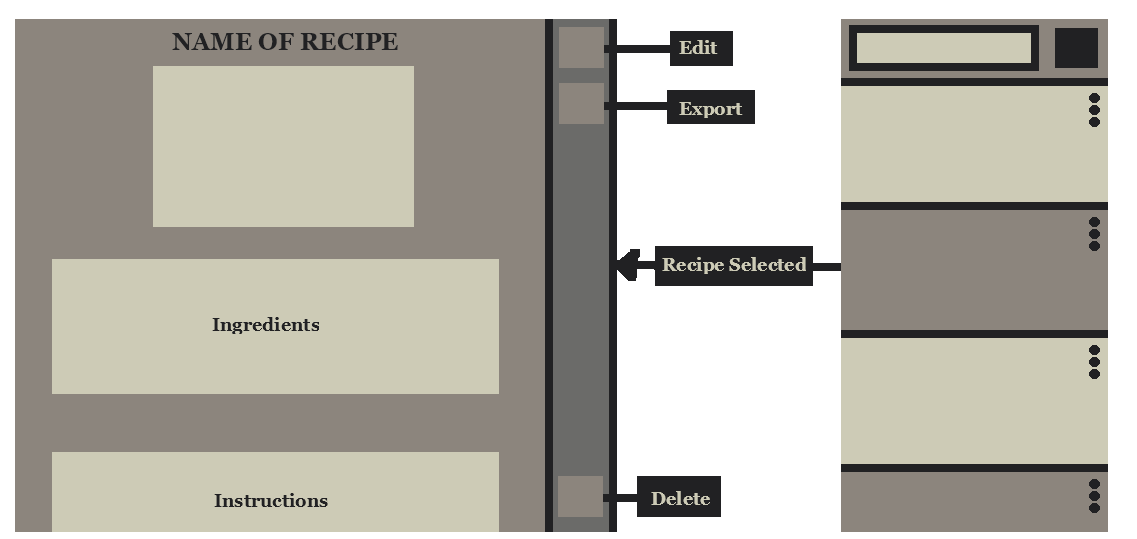 NAME OF RECIPE
Edit
Export
Recipe Selected
Ingredients
Instructions
Delete